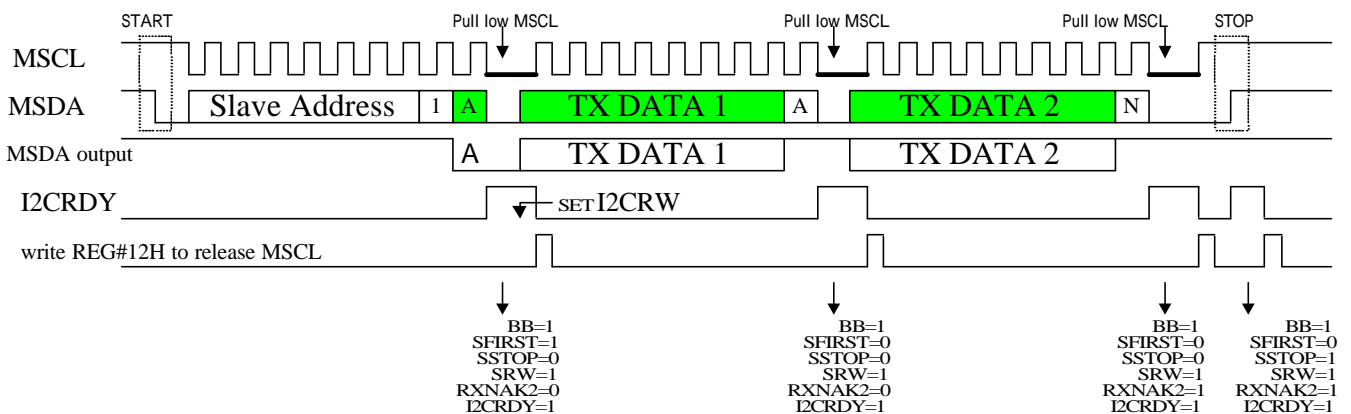 START Pull low MSCL Pull low MSCL Pull low MSCL STOP
MSCL
MSDA Slave Address 1 A TX DATA 1 A TX DATA 2 N
MSDA output A TX DATA 1 TX DATA 2
I2CRDY SET I2CRW
write REG#12H to release MSCL
BB=1 BB=1 BB=1 BB=1
SFIRST=1 SFIRST=0 SFIRST=0 SFIRST=0
SSTOP=0 SSTOP=0 SSTOP=0 SSTOP=1
SRW=1 SRW=1 SRW=1 SRW=1
RXNAK2=0 RXNAK2=0 RXNAK2=1 RXNAK2=1
I2CRDY=1 I2CRDY=1 I2CRDY=1 I2CRDY=1